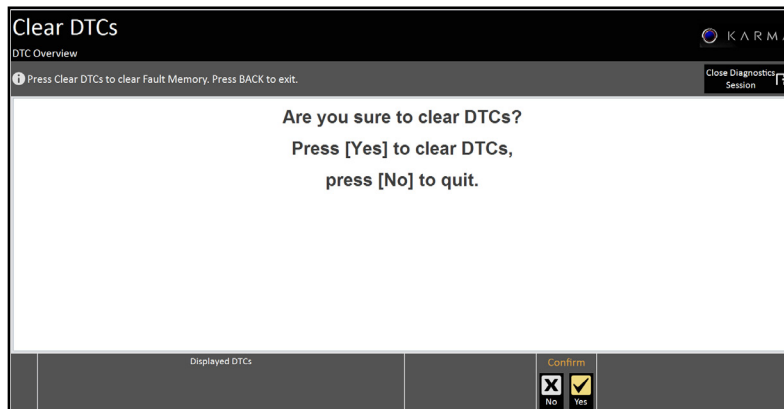 Clear DTCs
KARMA
DTC Overview
Press Clear DTCs to clear Fault Memory. Press BACK to exit.
Close Diagnostics
Session
Are you sure to clear DTCs?
Press [Yes] to clear DTCs,
press [No] to quit.
Displayed DTCs
Confirm
No
Yes